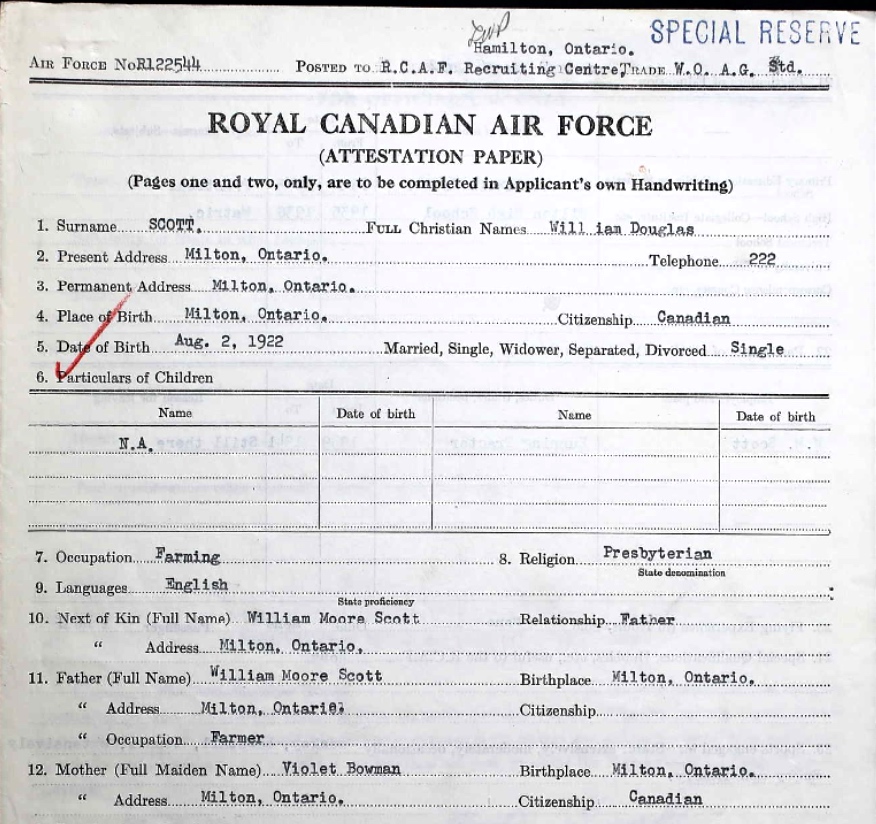 Hamilton, Ontario. SPECIAL RESERVE
AIR FORCE No R122544 POSTED TO R.C.A.F. Recruiting Centre, TRADE W.O. A.G. Std.
ROYAL CANADIAN AIR FORCE
(ATTESTATION PAPER)
(Pages one and two, only, are to be completed in Applicant's own Handwriting)
1. Surname SCOTT. FULL Christian Names Will iam Douglas
2. Present Address Milton, Ontario. Telephone 222
3. Permanent Address Milton, Ontario.
4. Place of Birth Milton, Ontario. Citizenship Canadian
5. Date of Birth Aug. 2, 1922 Married, Single, Widower, Separated, Divorced Single
6. Particulars of Children
Name Date of birth Name Date of birth
N.A.
7. Occupation Farming 8. Religion Presbyterian
State denomination
9. Languages English
State proficiency
10. Next of Kin (Full Name) William Moore Scott Relationship Father
" Address Milton, Ontario.
11. Father (Full Name) William Moore Scott Birthplace Milton, Ontario.
" Address Milton, Citizenship
" Occupation Farmer
12. Mother (Full Maiden Name) Violet Bowman Birthplace Milton, Ontario.
" Address Milton, Ontario. Citizenship Canadian